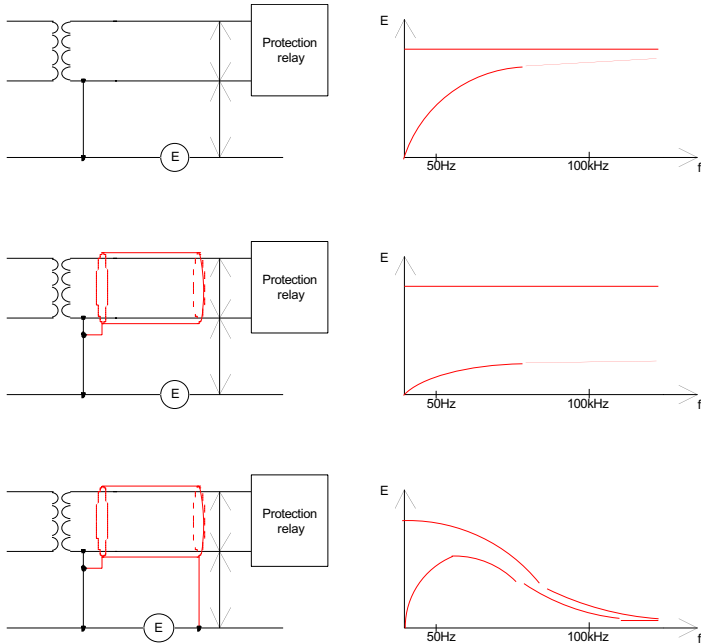 Protection
relay
E
E
50Hz
100kHz
f
Protection
relay
E
E
50Hz
100kHz
f
Protection
relay
E
E
50Hz
100kHz
f